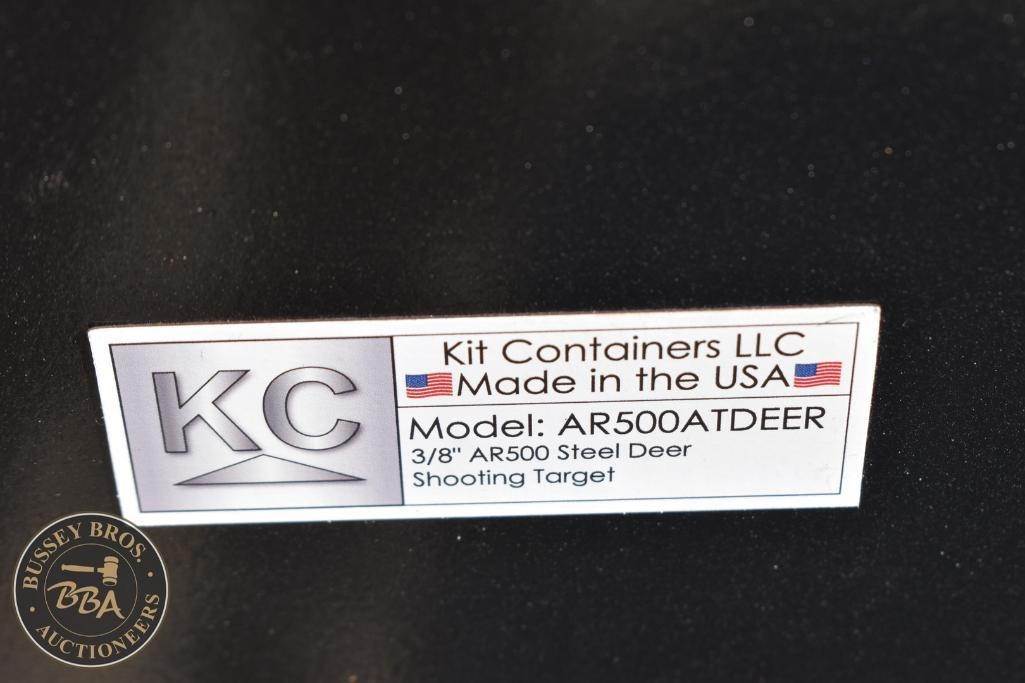 KC
Kit Containers LLC
Made in the USA
Model: AR500ATDEER
3/8" AR500 Steel Deer
Shooting Target
BUSSEY BROS.
BBA
AUCTIONEERS